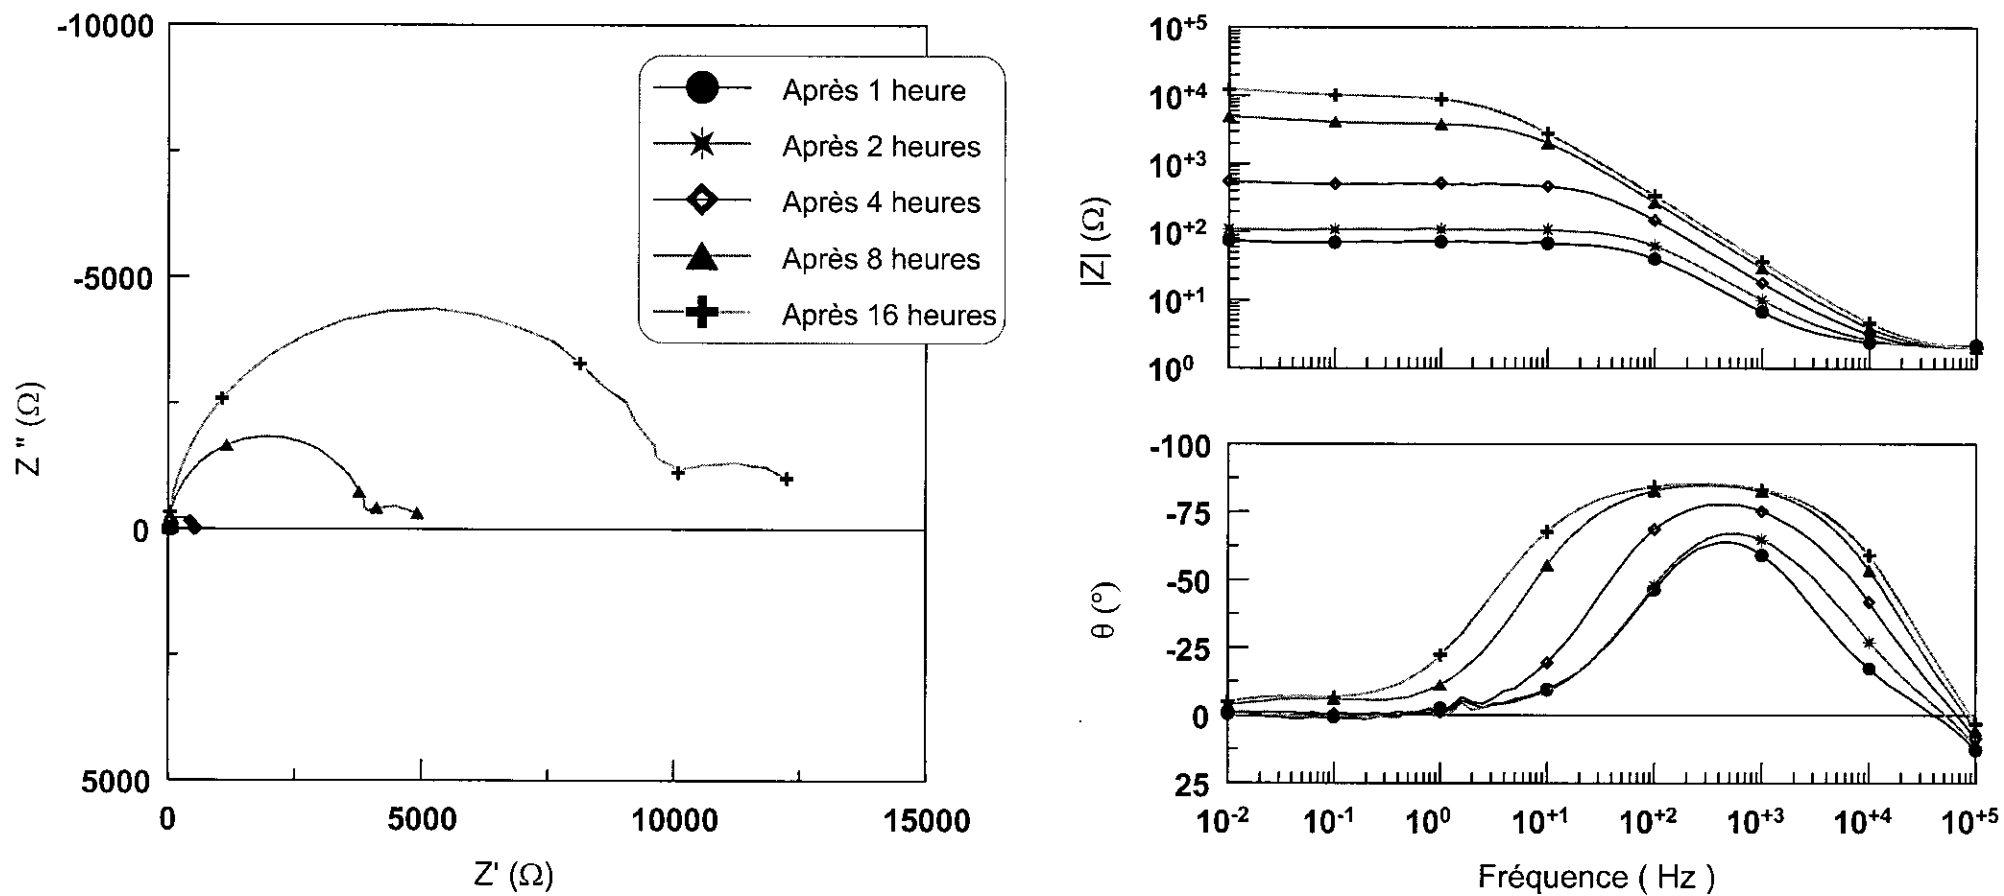 -10000
-5000
0
5000
Z '' (Ω)
0
5000
10000
15000
Z' (Ω)
Après 1 heure
Après 2 heures
Après 4 heures
Après 8 heures
Après 16 heures
10+5
10+4
10+3
10+2
10+1
100
|Z| (Ω)
-100
-75
-50
-25
0
25
θ (°)
10-2
10-1
100
10+1
10+2
10+3
10+4
10+5
Fréquence ( Hz )